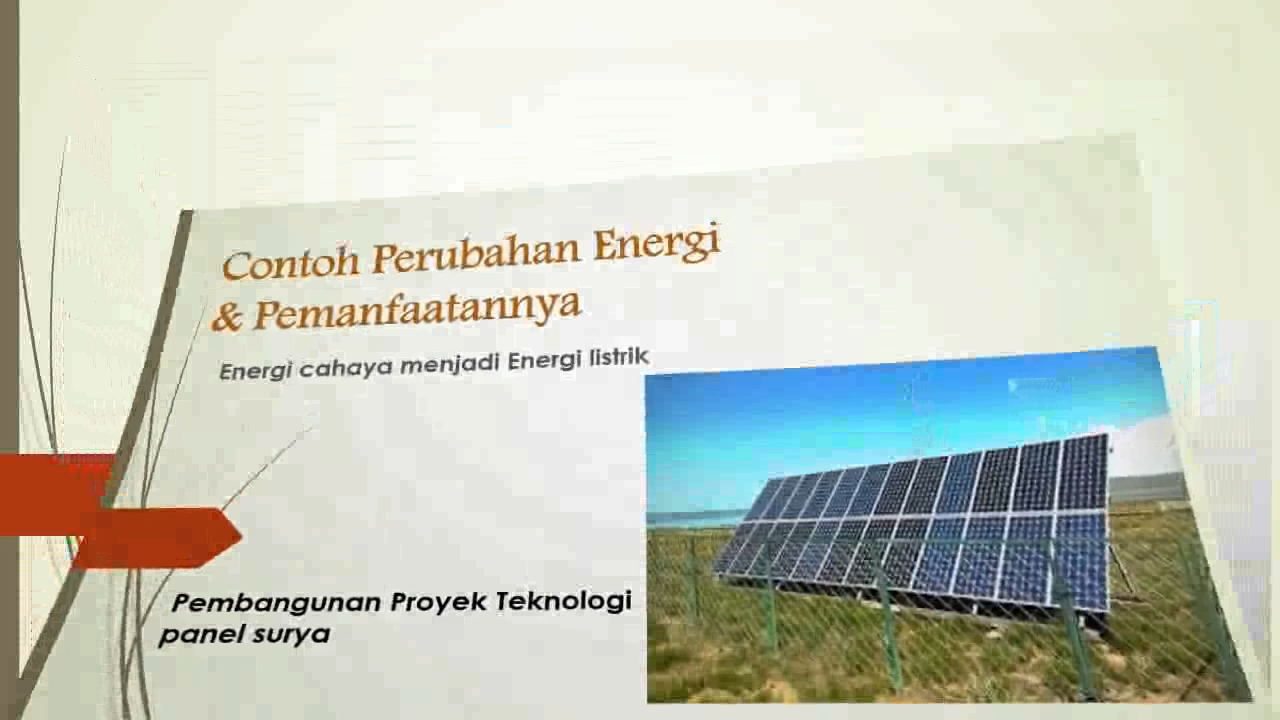 Contoh Perubahan Energi
& Pemanfaatannya
Energi cahaya menjadi Energi listrik
Pembangunan Proyek Teknologi
panel surya